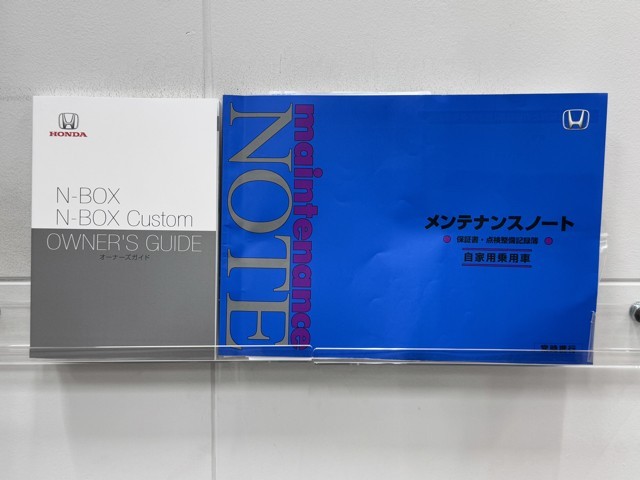 HONDA
N-BOX
N-BOX Custom
OWNER'S GUIDE
オーナーズガイド
maintenance
NOTE
メンテナンスノート
保証書・点検整備記録簿
自家用乗用車